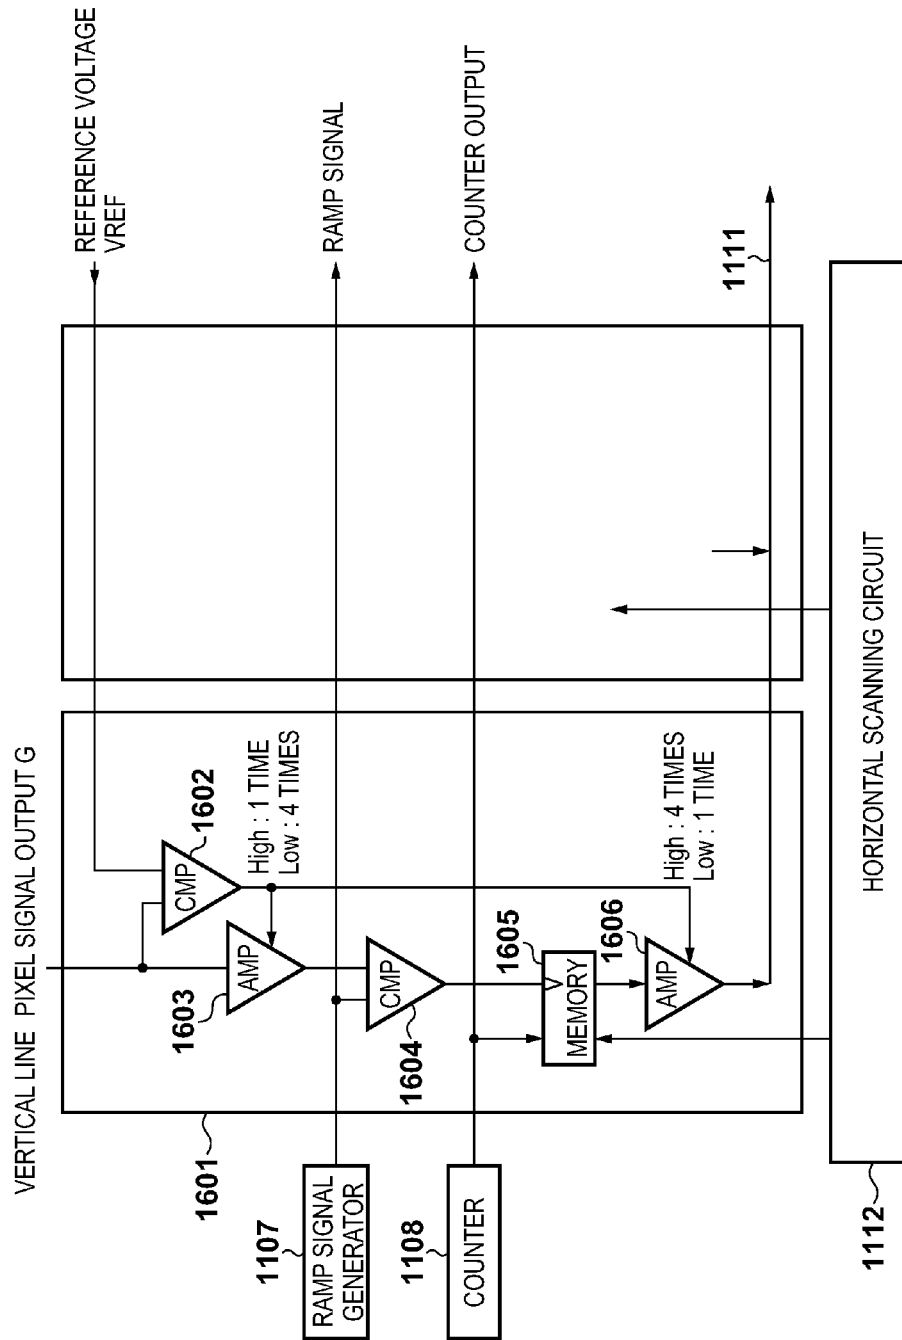 VERTICAL LINE PIXEL SIGNAL OUTPUT G
REFERENCE VOLTAGE
VREF
1601
CMP
1602
AMP
1603
High : 1 TIME
Low : 4 TIMES
1107
RAMP SIGNAL
GENERATOR
RAMP SIGNAL
CMP
1604
1108
COUNTER
COUNTER OUTPUT
1605
V
MEMORY
1606
AMP
High : 4 TIMES
Low : 1 TIME
1111
1112
HORIZONTAL SCANNING CIRCUIT